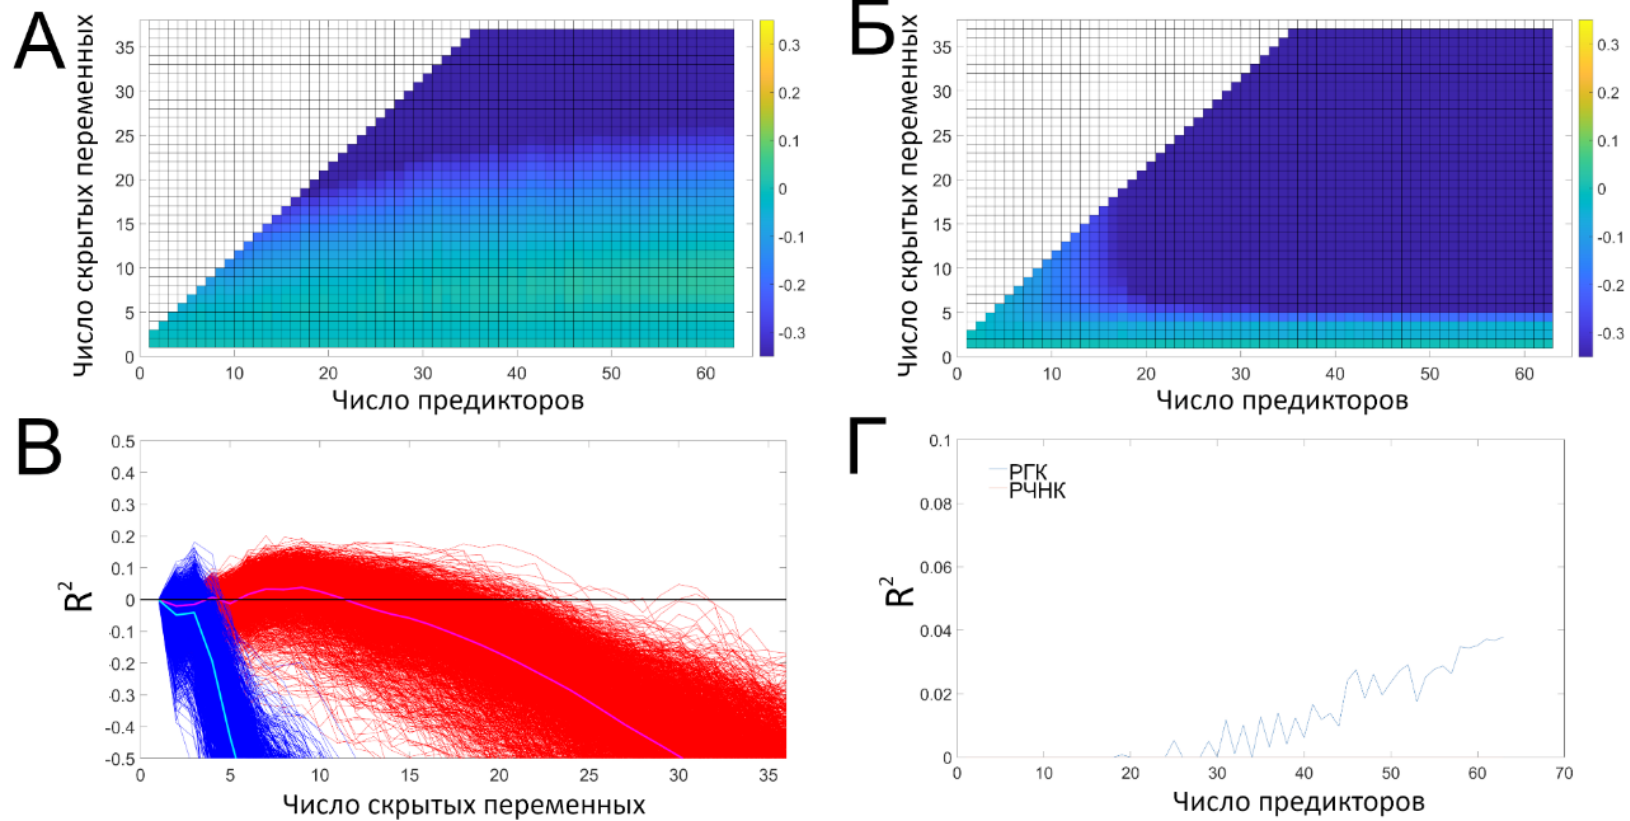 А
Число скрытых переменных
35
30
25
20
15
10
5
0
0 10 20 30 40 50 60
Число предикторов
0.3
0.2
0.1
0
-0.1
-0.2
-0.3
Б
Число скрытых переменных
35
30
25
20
15
10
5
0
0 10 20 30 40 50 60
Число предикторов
0.3
0.2
0.1
0
-0.1
-0.2
-0.3
В
R²
0.5
0.4
0.3
0.2
0.1
0
-0.1
-0.2
-0.3
-0.4
-0.5
0 5 10 15 20 25 30 35
Число скрытых переменных
Г
R²
0.1
0.08
0.06
0.04
0.02
0
РГК
РЧНК
0 10 20 30 40 50 60 70
Число предикторов